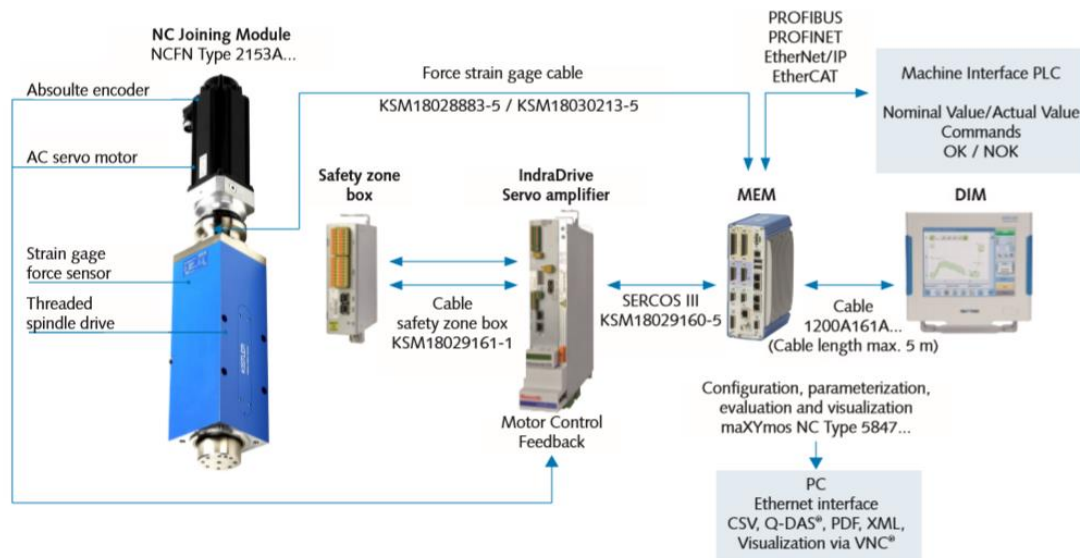 NC Joining Module
NCFN Type 2153A...
Absoulte encoder
AC servo motor
Strain gage
force sensor
Threaded
spindle drive
Force strain gage cable
KSM18028883-5 / KSM18030213-5
PROFIBUS
PROFINET
EtherNet/IP
EtherCAT
Machine Interface PLC
Nominal Value/Actual Value
Commands
OK / NOK
Safety zone
box
IndraDrive
Servo amplifier
MEM
DIM
Cable
safety zone box
KSM18029161-1
SERCOS III
KSM18029160-5
Cable
1200A161A...
(Cable length max. 5 m)
Motor Control
Feedback
Configuration, parameterization,
evaluation and visualization
maXYmos NC Type 5847...
PC
Ethernet interface
CSV, Q-DAS®, PDF, XML,
Visualization via VNC®